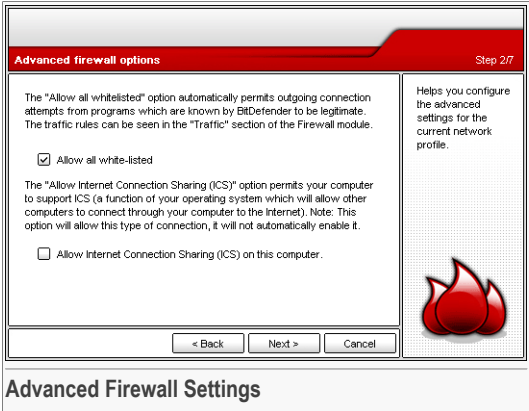 Advanced firewall options
Step 2/7
The "Allow all whitelisted" option automatically permits outgoing connection
attempts from programs which are known by BitDefender to be legitimate.
The traffic rules can be seen in the "Traffic" section of the Firewall module.
Allow all white-listed
The "Allow Internet Connection Sharing (ICS)" option permits your computer
to support ICS (a function of your operating system which will allow other
computers to connect through your computer to the Internet). Note: This
option will allow this type of connection, it will not automatically enable it.
Allow Internet Connection Sharing (ICS) on this computer.
Helps you configure
the advanced
settings for the
current network
profile.
< Back
Next >
Cancel
Advanced Firewall Settings